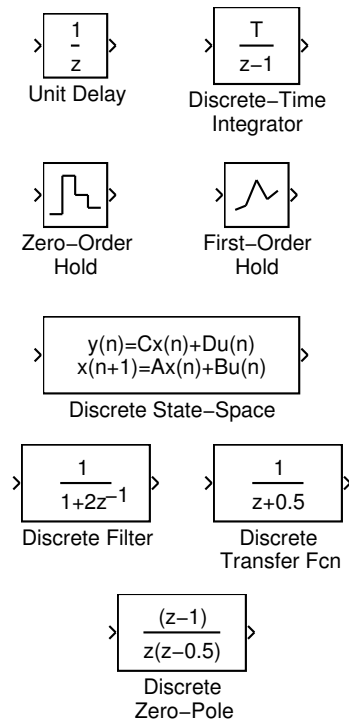 1
z
Unit Delay
T
z−1
Discrete−Time
Integrator
Zero−Order
Hold
First−Order
Hold
y(n)=Cx(n)+Du(n)
x(n+1)=Ax(n)+Bu(n)
Discrete State−Space
1
1+2z−1
Discrete Filter
1
z+0.5
Discrete
Transfer Fcn
(z−1)
z(z−0.5)
Discrete
Zero−Pole